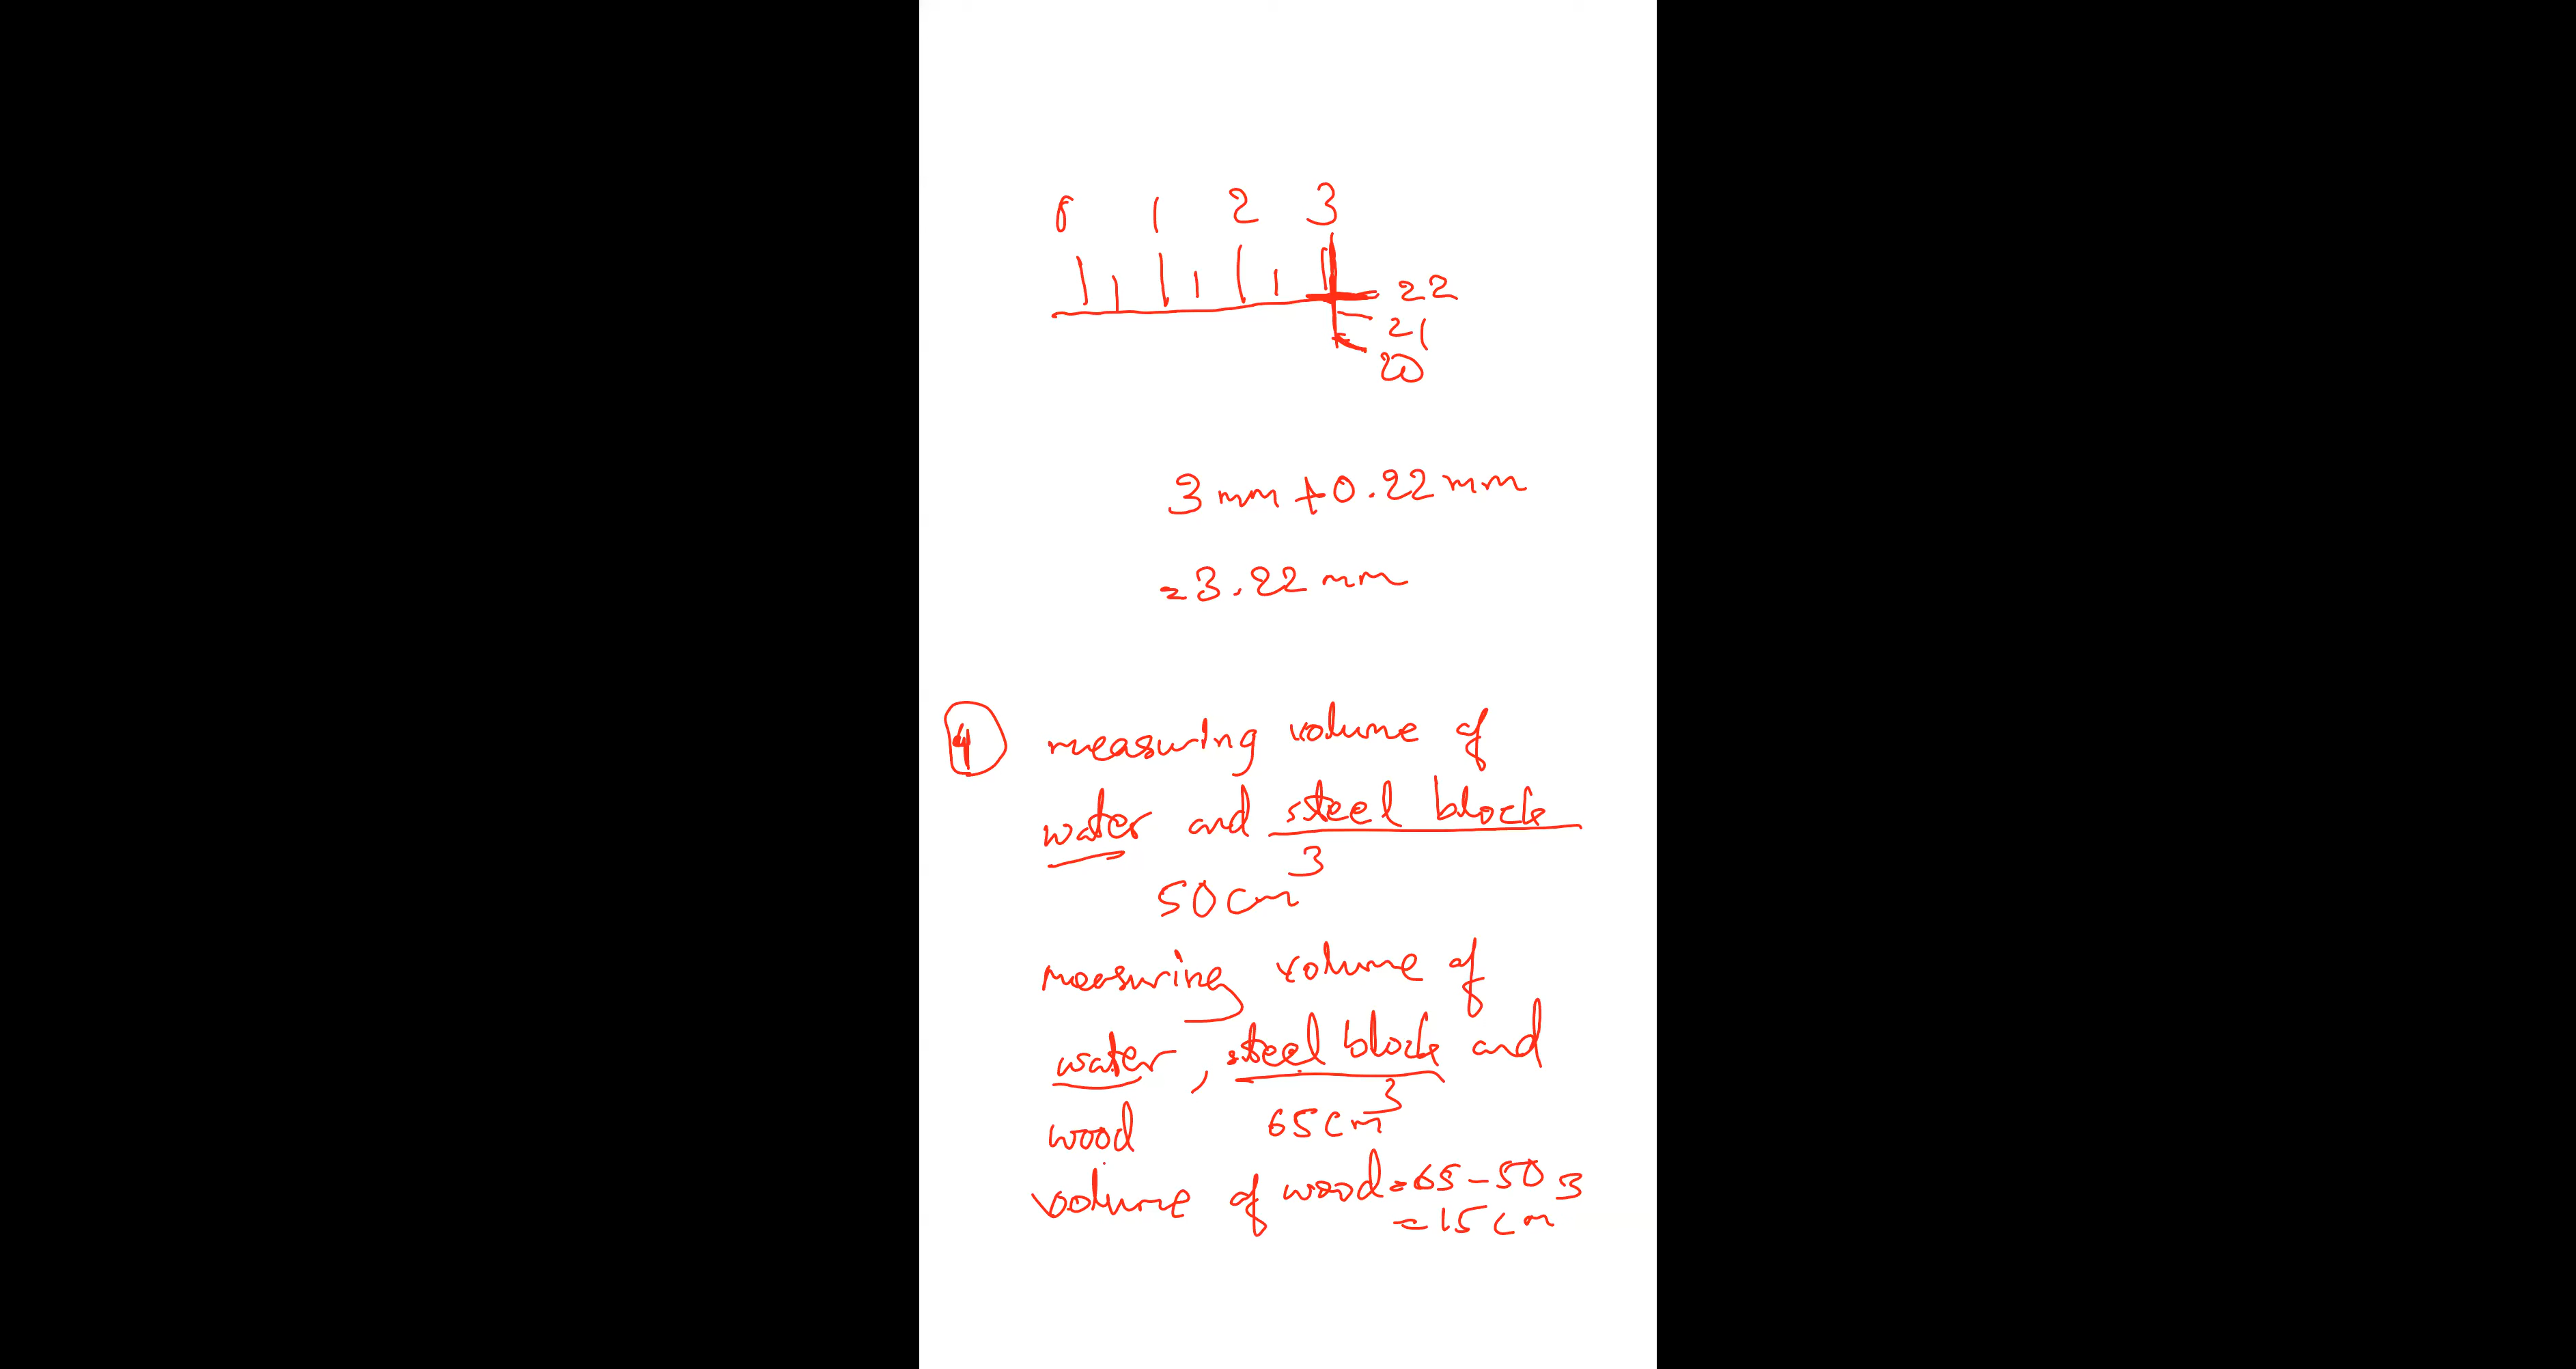 0 1 2 3
22
21
20
3 mm + 0.22 mm
= 3.22 mm
4 measuring volume of
water and steel block
50 cm³
measuring volume of
water, steel block and
wood 65 cm³
volume of wood = 65 - 50
= 15 cm³